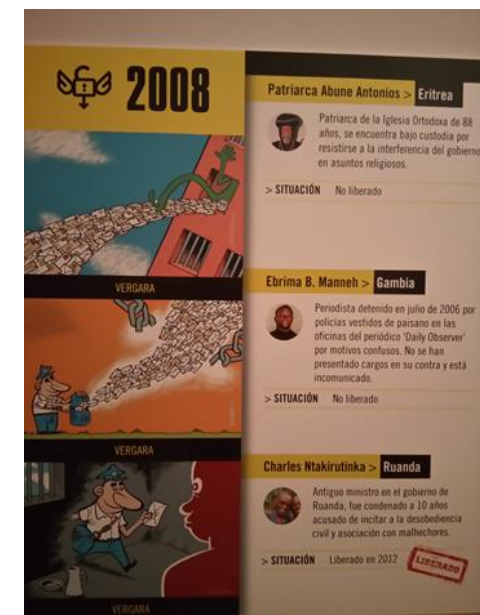 2008
VERGARA
VERGARA
VERGARA
Patriarca Abune Antonios > Eritrea
Patriarca de la Iglesia Ortodoxa de 88
años, se encuentra bajo custodia por
resistirse a la interferencia del gobierno
en asuntos religiosos.
> SITUACIÓN No liberado
Ebrima B. Manneh > Gambia
Periodista detenido en julio de 2006 por
policías vestidos de paisano en las
oficinas del periódico 'Daily Observer'
por motivos confusos. No se han
presentado cargos en su contra y está
incomunicado.
> SITUACIÓN No liberado
Charles Ntakirutinka > Ruanda
Antiguo ministro en el gobierno de
Ruanda, fue condenado a 10 años
acusado de incitar a la desobediencia
civil y asociación con malhechores.
> SITUACIÓN Liberado en 2012
LIBERADO